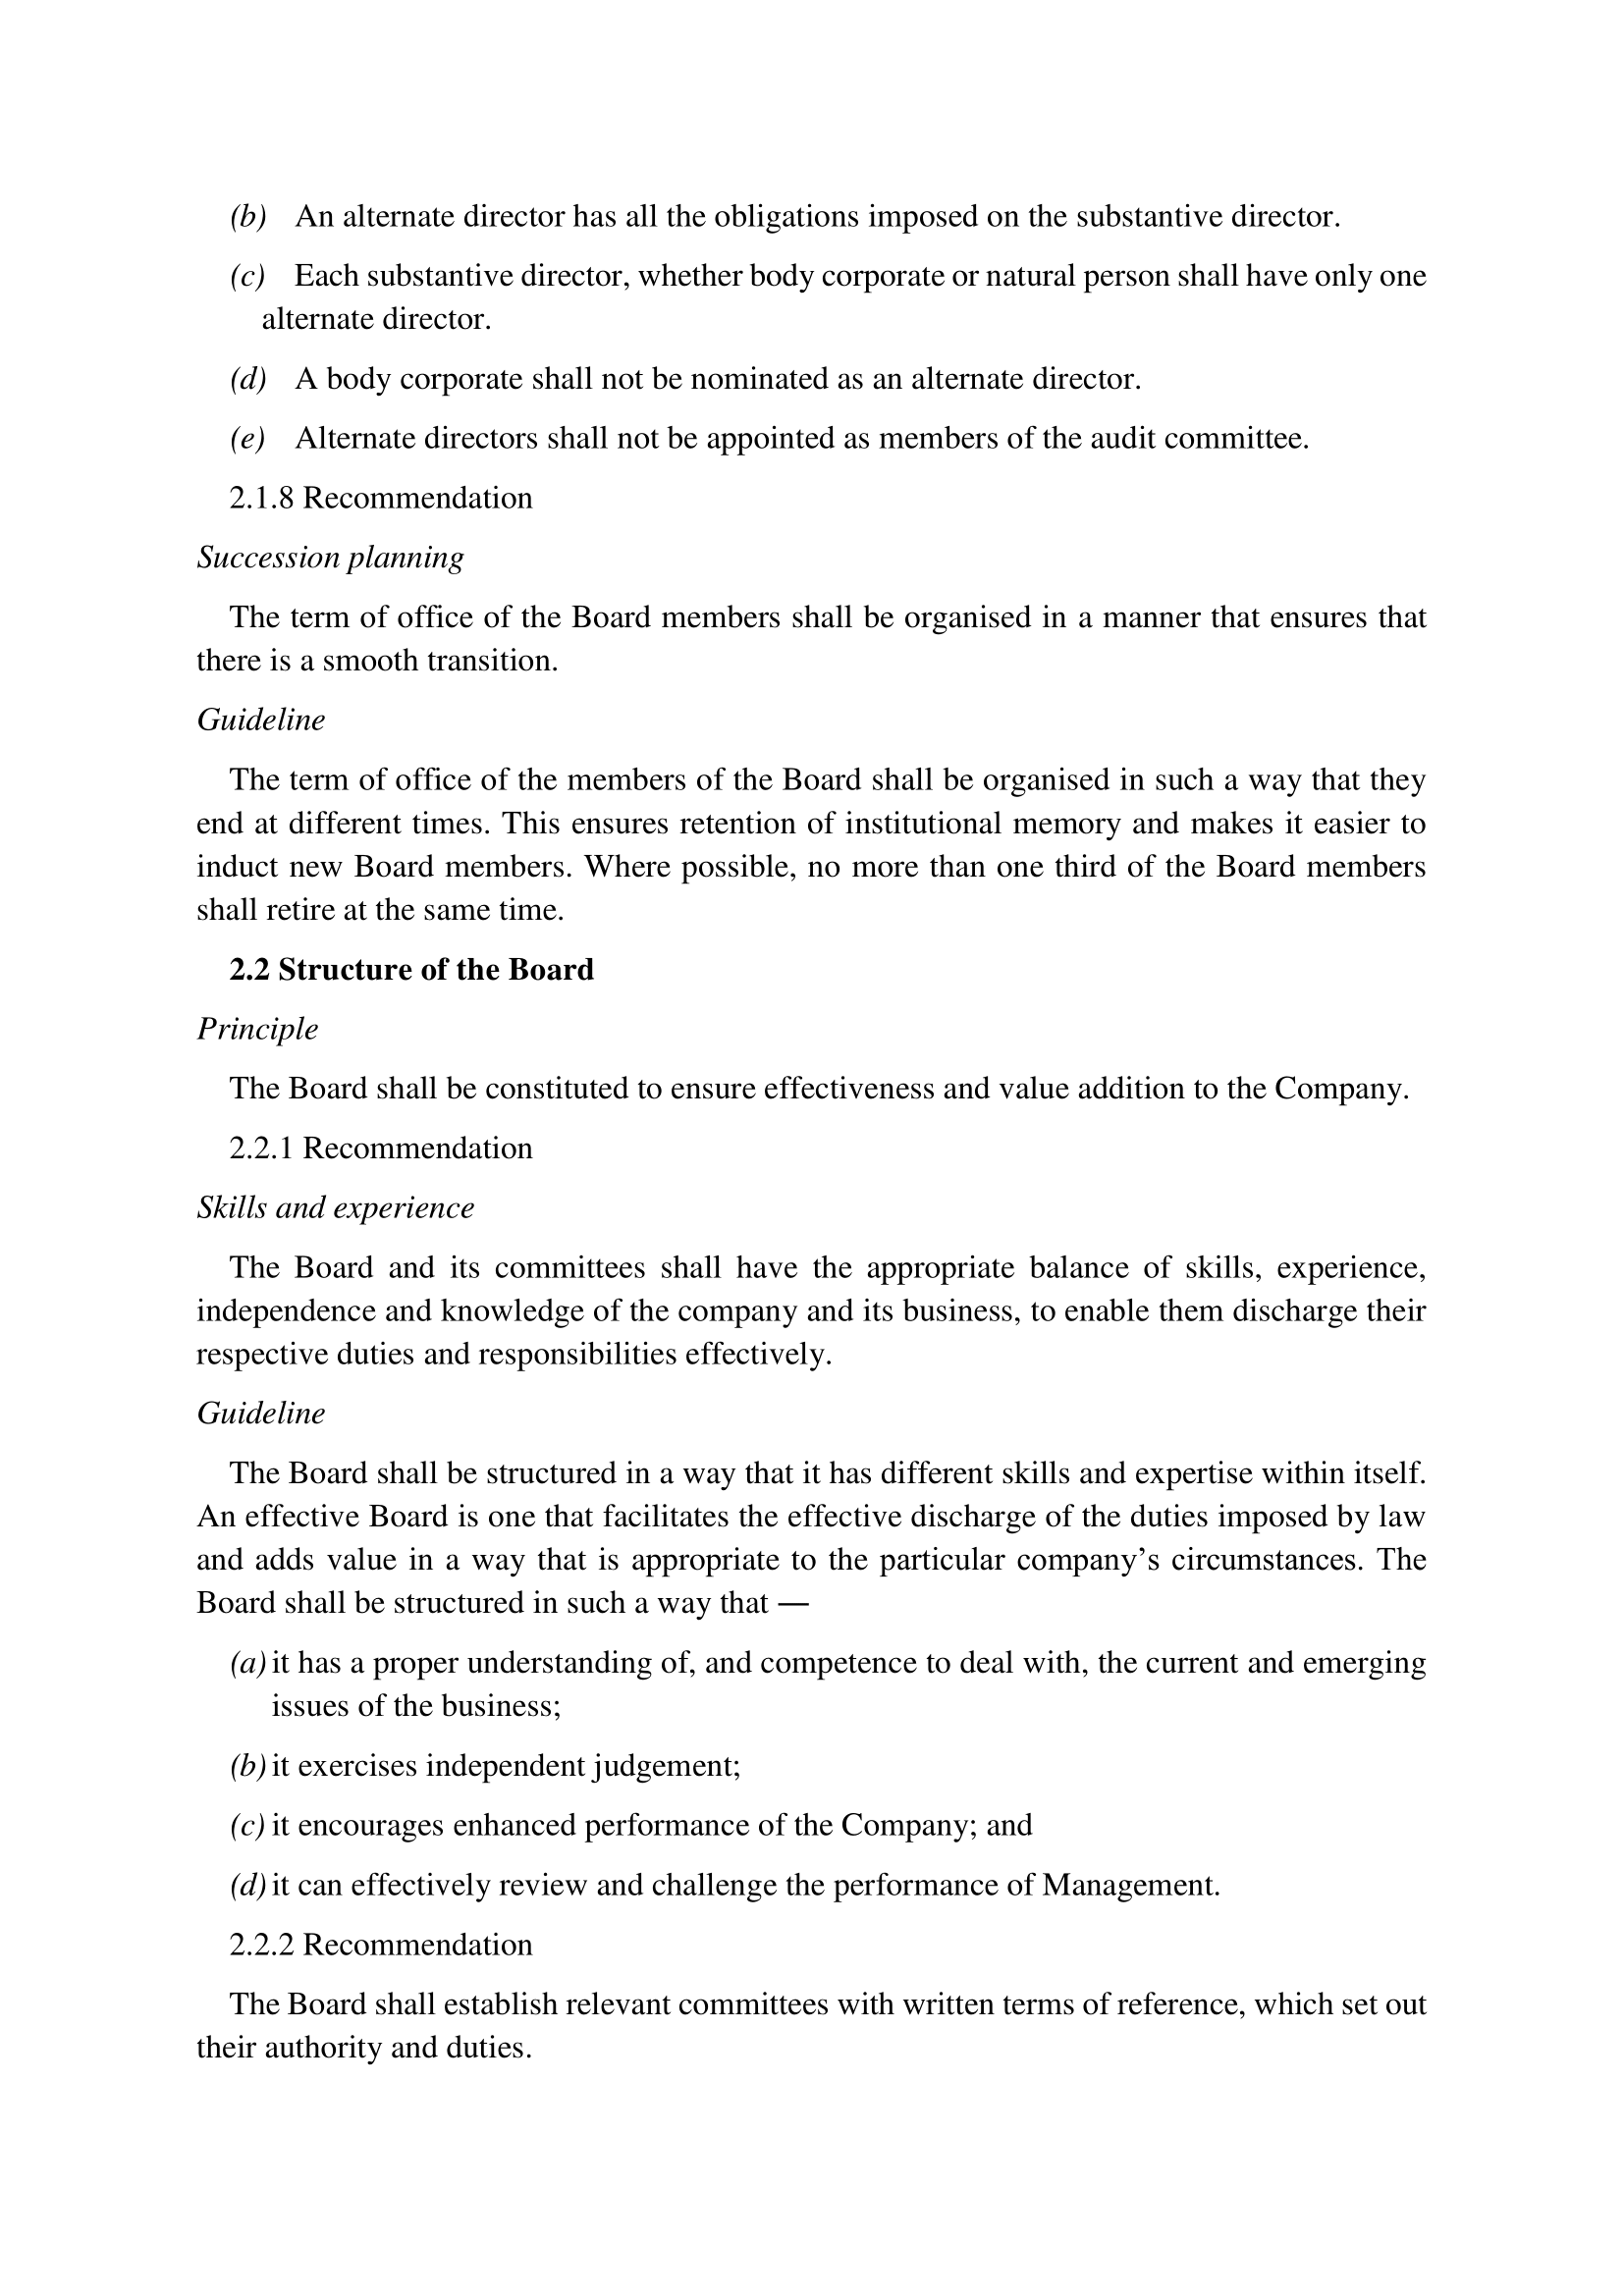 (b) An alternate director has all the obligations imposed on the substantive director.
(c) Each substantive director, whether body corporate or natural person shall have only one
alternate director.
(d) A body corporate shall not be nominated as an alternate director.
(e) Alternate directors shall not be appointed as members of the audit committee.
2.1.8 Recommendation
Succession planning
The term of office of the Board members shall be organised in a manner that ensures that
there is a smooth transition.
Guideline
The term of office of the members of the Board shall be organised in such a way that they
end at different times. This ensures retention of institutional memory and makes it easier to
induct new Board members. Where possible, no more than one third of the Board members
shall retire at the same time.
2.2 Structure of the Board
Principle
The Board shall be constituted to ensure effectiveness and value addition to the Company.
2.2.1 Recommendation
Skills and experience
The Board and its committees shall have the appropriate balance of skills, experience,
independence and knowledge of the company and its business, to enable them discharge their
respective duties and responsibilities effectively.
Guideline
The Board shall be structured in a way that it has different skills and expertise within itself.
An effective Board is one that facilitates the effective discharge of the duties imposed by law
and adds value in a way that is appropriate to the particular company’s circumstances. The
Board shall be structured in such a way that —
(a) it has a proper understanding of, and competence to deal with, the current and emerging
issues of the business;
(b) it exercises independent judgement;
(c) it encourages enhanced performance of the Company; and
(d) it can effectively review and challenge the performance of Management.
2.2.2 Recommendation
The Board shall establish relevant committees with written terms of reference, which set out
their authority and duties.